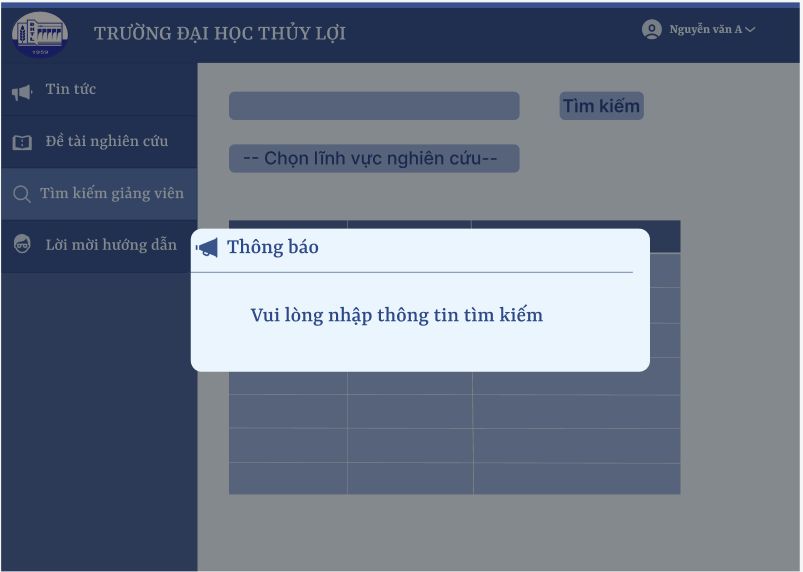 1959
TRƯỜNG ĐẠI HỌC THỦY LỢI
Nguyễn văn A
Tin tức
Đề tài nghiên cứu
Tìm kiếm giảng viên
Lời mời hướng dẫn
Tìm kiếm
-- Chọn lĩnh vực nghiên cứu--
Thông báo
Vui lòng nhập thông tin tìm kiếm